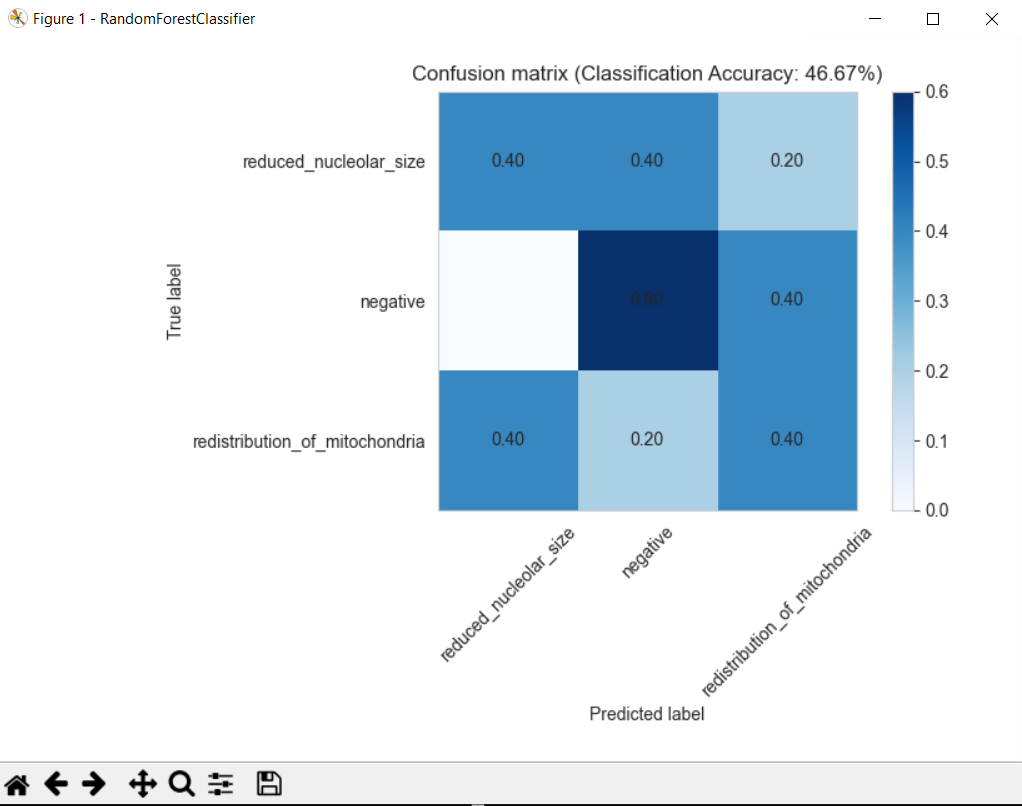 Figure 1 - RandomForestClassifier
Confusion matrix (Classification Accuracy: 46.67%)
0.6
reduced_nucleolar_size
0.40 0.40 0.20
0.5
0.4
True label
negative
0.60 0.40
0.3
0.2
redistribution_of_mitochondria
0.40 0.20 0.40
0.1
0.0
reduced_nucleolar_size
negative
redistribution_of_mitochondria
Predicted label